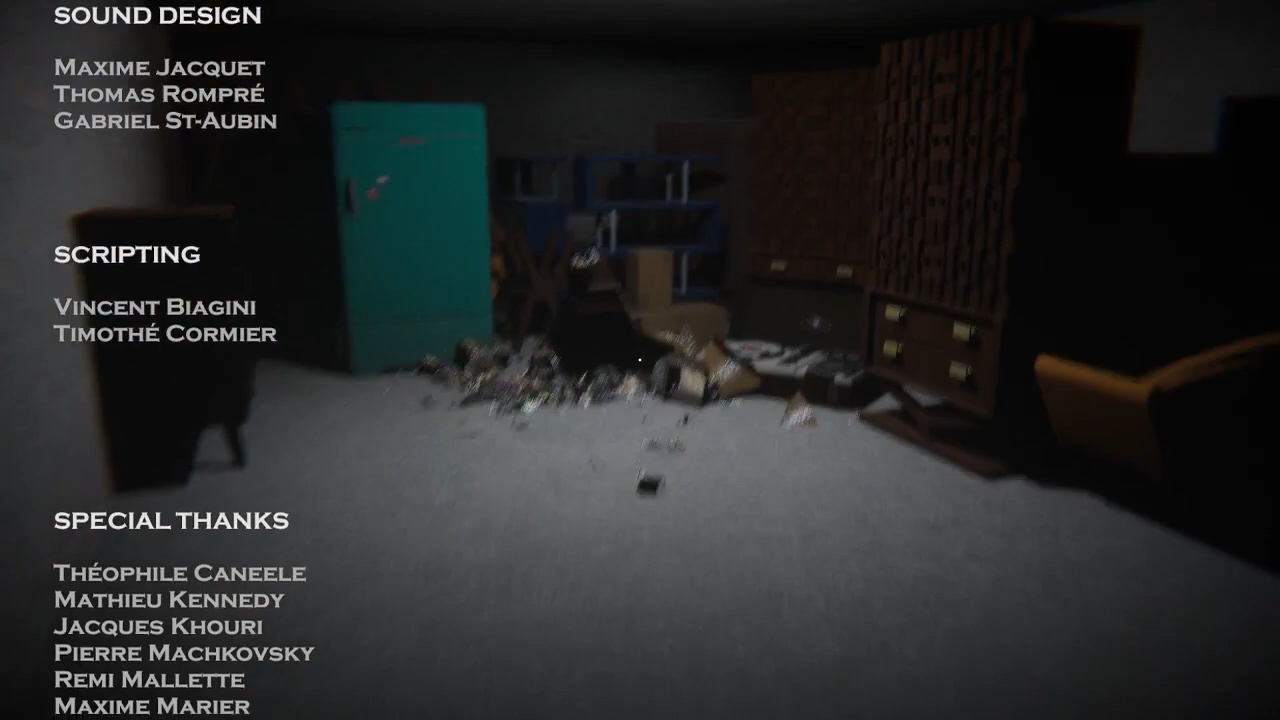 SOUND DESIGN
MAXIME JACQUET
THOMAS ROMPRÉ
GABRIEL ST-AUBIN
SCRIPTING
VINCENT BIAGINI
TIMOTHÉ CORMIER
SPECIAL THANKS
THÉOPHILE CANEELE
MATHIEU KENNEDY
JACQUES KHOURI
PIERRE MACHKOVSKY
REMI MALLETTE
MAXIME MARIER